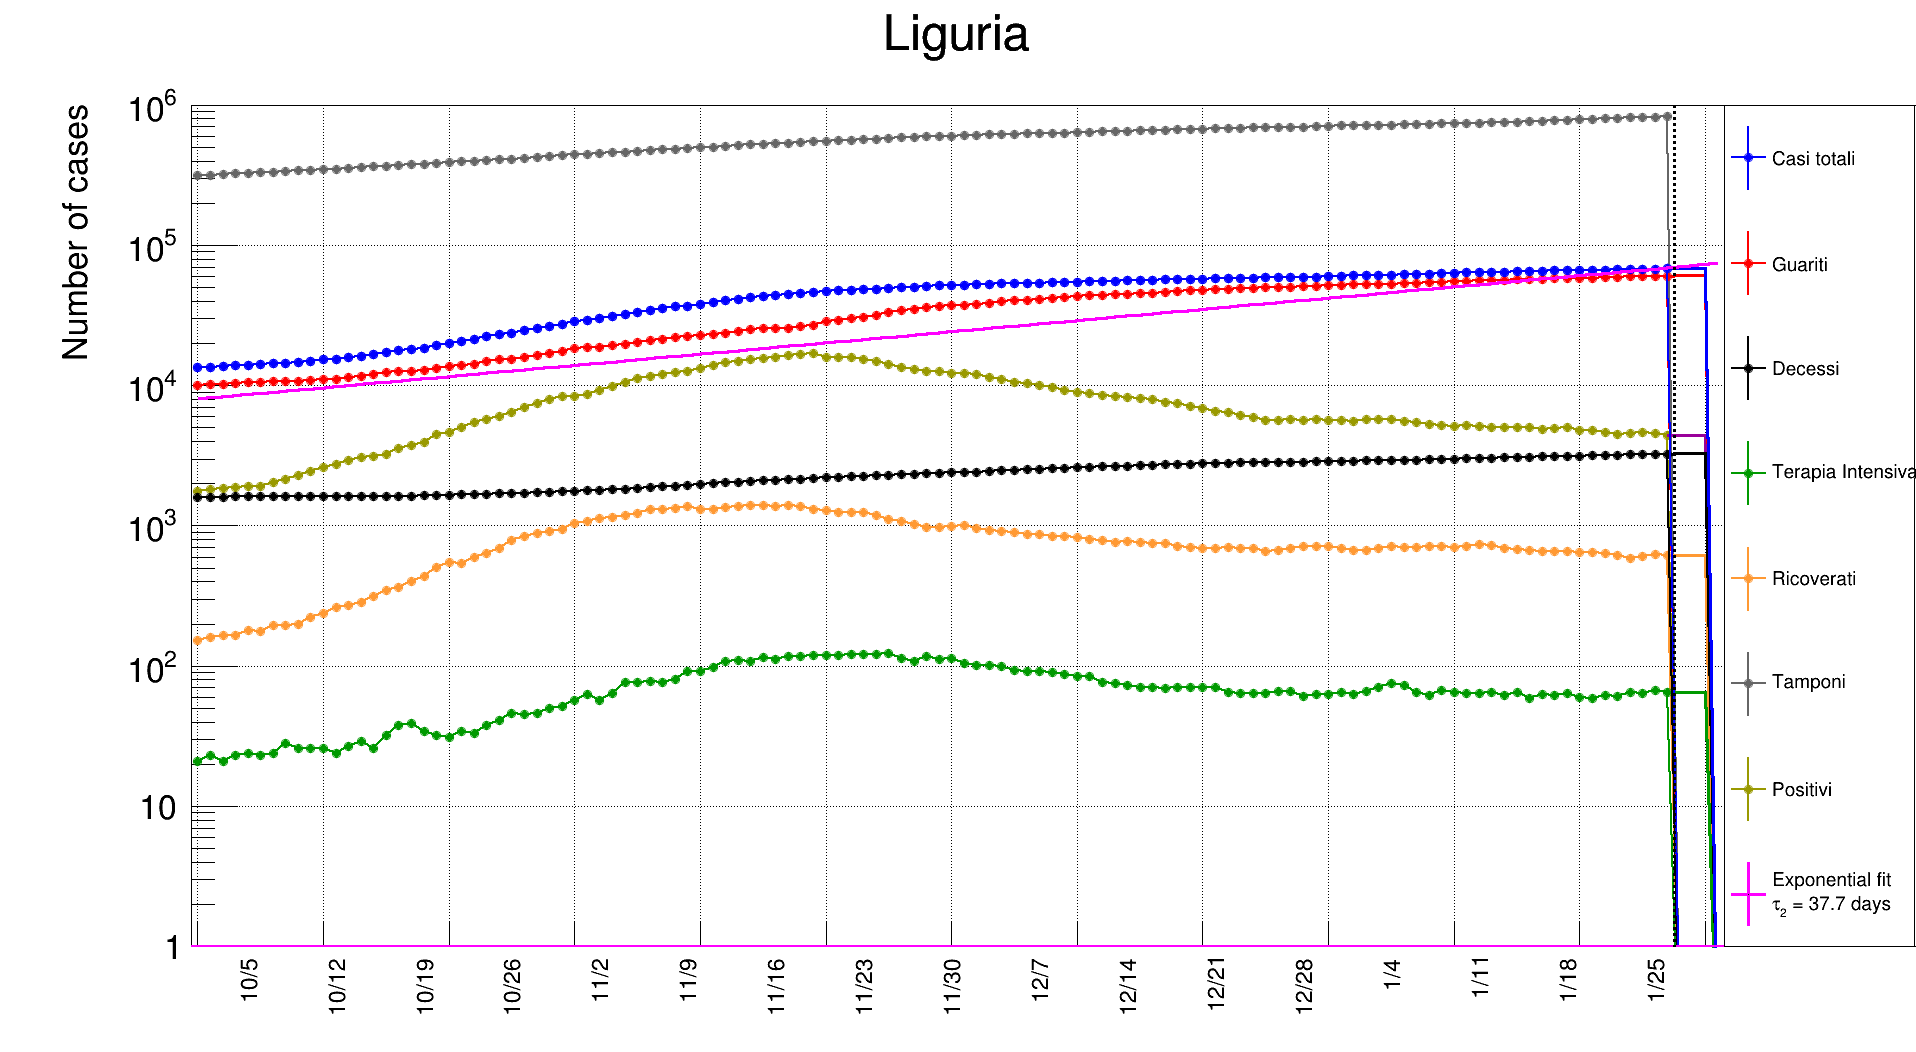 Liguria
Number of cases
10^6
10^5
10^4
10^3
10^2
10
1
10/5
10/12
10/19
10/26
11/2
11/9
11/16
11/23
11/30
12/7
12/14
12/21
12/28
1/4
1/11
1/18
1/25
Casi totali
Guariti
Decessi
Terapia Intensiva
Ricoverati
Tamponi
Positivi
Exponential fit
τ₂ = 37.7 days